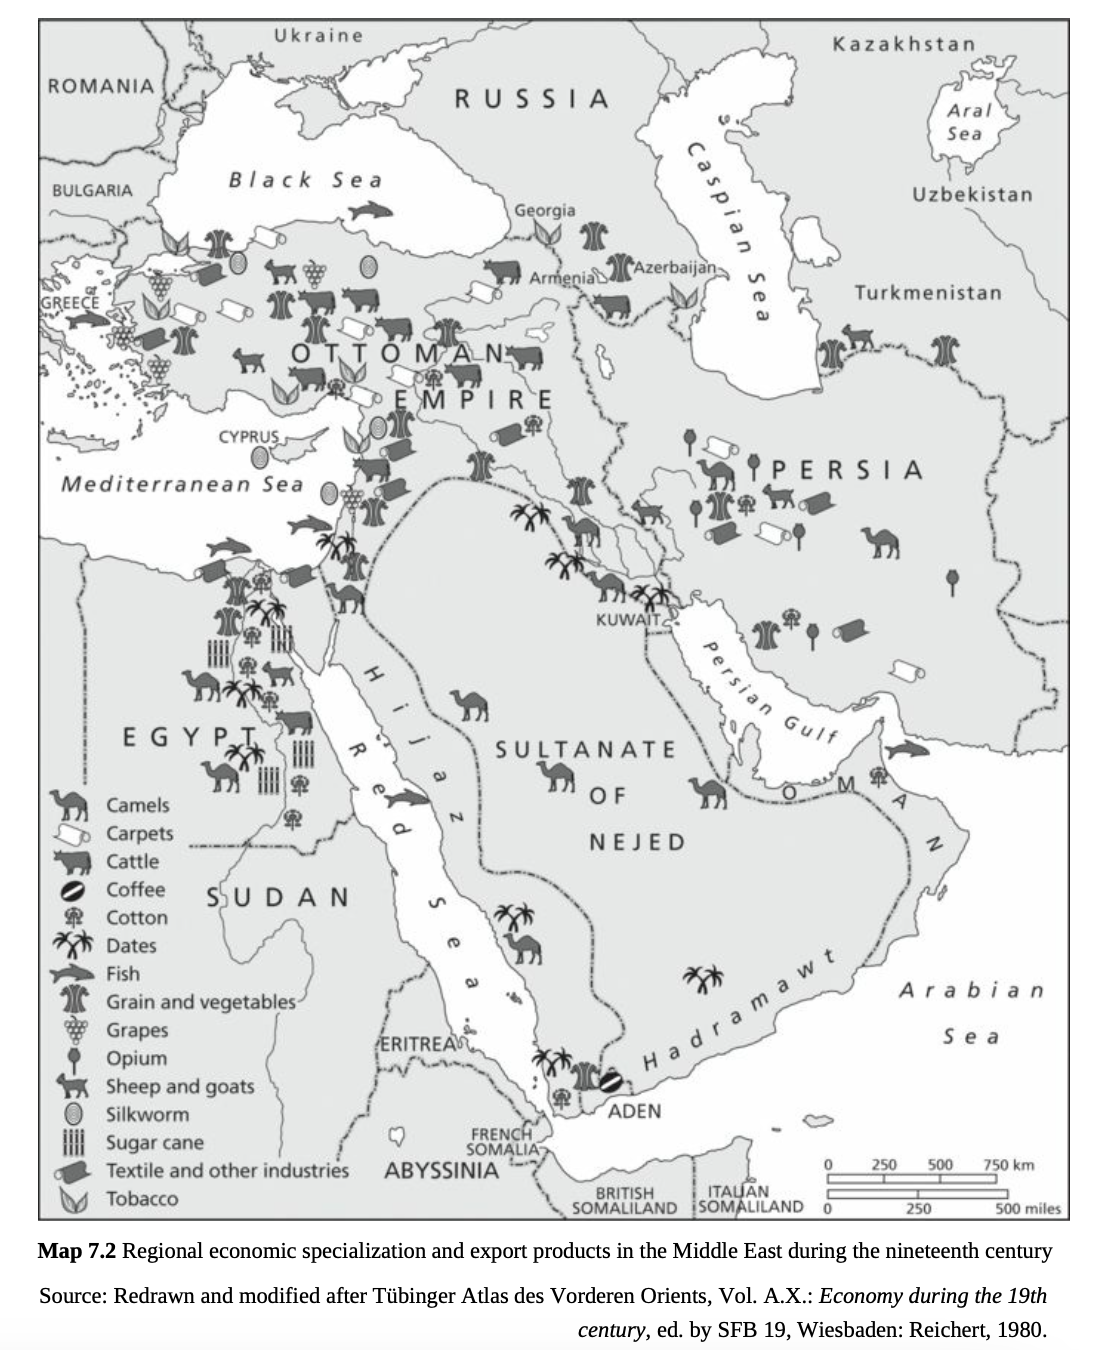 Ukraine
Kazakhstan
ROMANIA
RUSSIA
Aral
Sea
Black Sea
Caspian Sea
BULGARIA
Uzbekistan
Georgia
Armenia
Azerbaijan
GREECE
Turkmenistan
OTTOMAN
EMPIRE
CYPRUS
PERSIA
Mediterranean Sea
KUWAIT
Persian Gulf
Hijaz
Red Sea
EGYPT
SULTANATE
OF
NEJED
OMAN
Camels
Carpets
Cattle
Coffee
Cotton
Dates
Fish
Grain and vegetables
Grapes
Opium
Sheep and goats
Silkworm
Sugar cane
Textile and other industries
Tobacco
SUDAN
Hadramawt
Arabian
Sea
ERITREA
ADEN
FRENCH
SOMALIA
ABYSSINIA
BRITISH
SOMALILAND
ITALIAN
SOMALILAND
0 250 500 750 km
0 250 500 miles
Map 7.2 Regional economic specialization and export products in the Middle East during the nineteenth century
Source: Redrawn and modified after Tübinger Atlas des Vorderen Orients, Vol. A.X.: Economy during the 19th
century, ed. by SFB 19, Wiesbaden: Reichert, 1980.